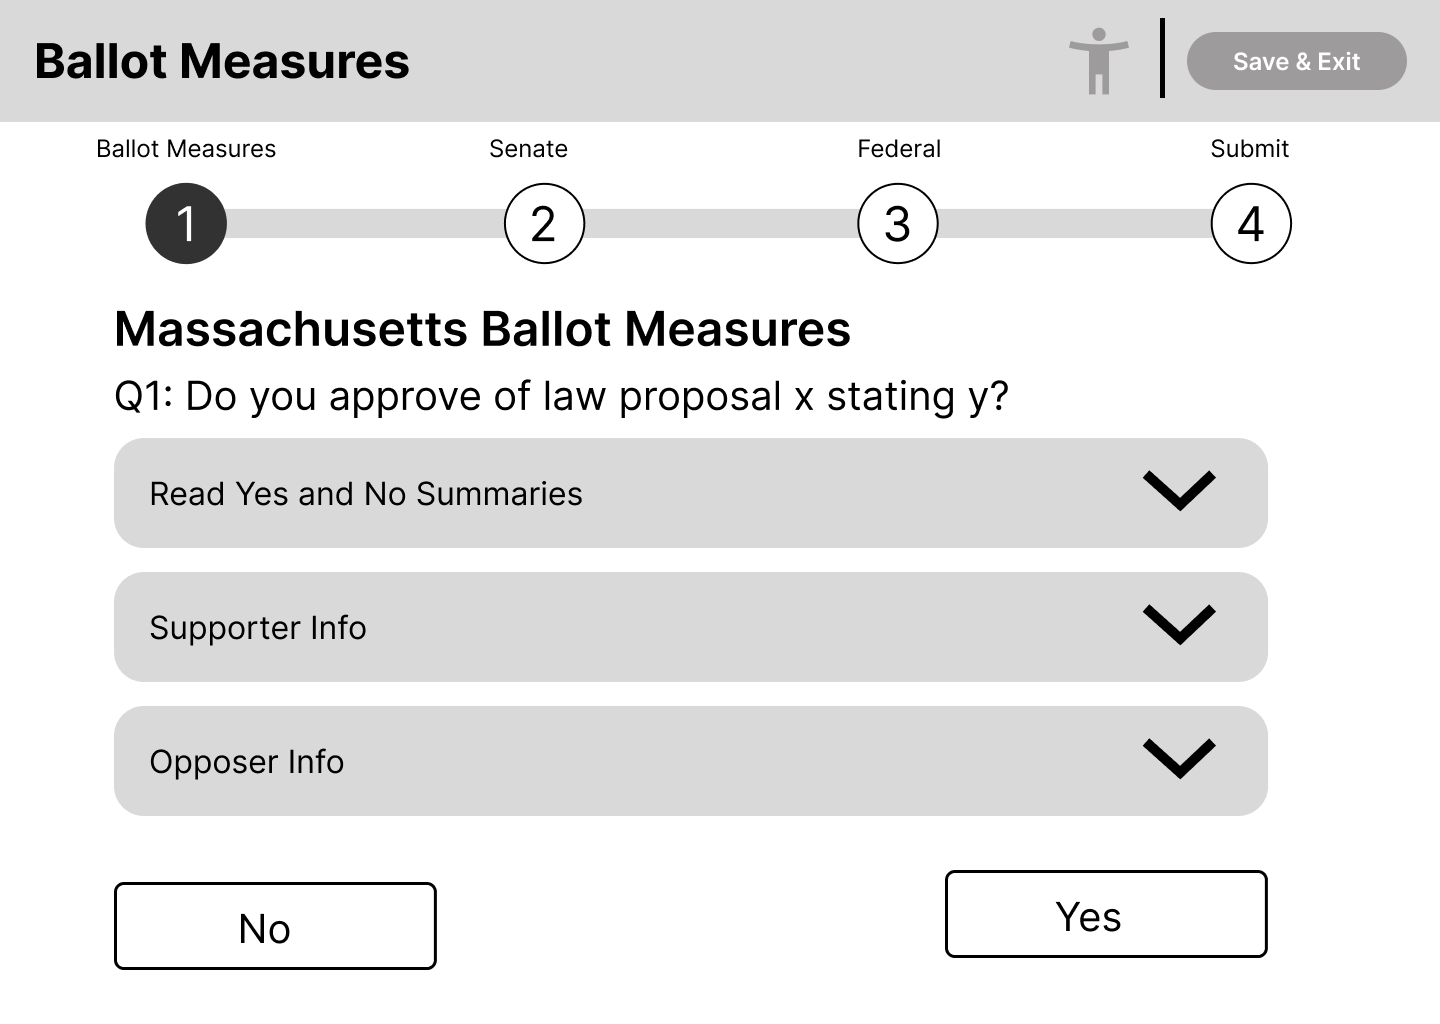 Ballot Measures
Save & Exit
Ballot Measures
Senate
Federal
Submit
1
2
3
4
Massachusetts Ballot Measures
Q1: Do you approve of law proposal x stating y?
Read Yes and No Summaries
Supporter Info
Opposer Info
No
Yes